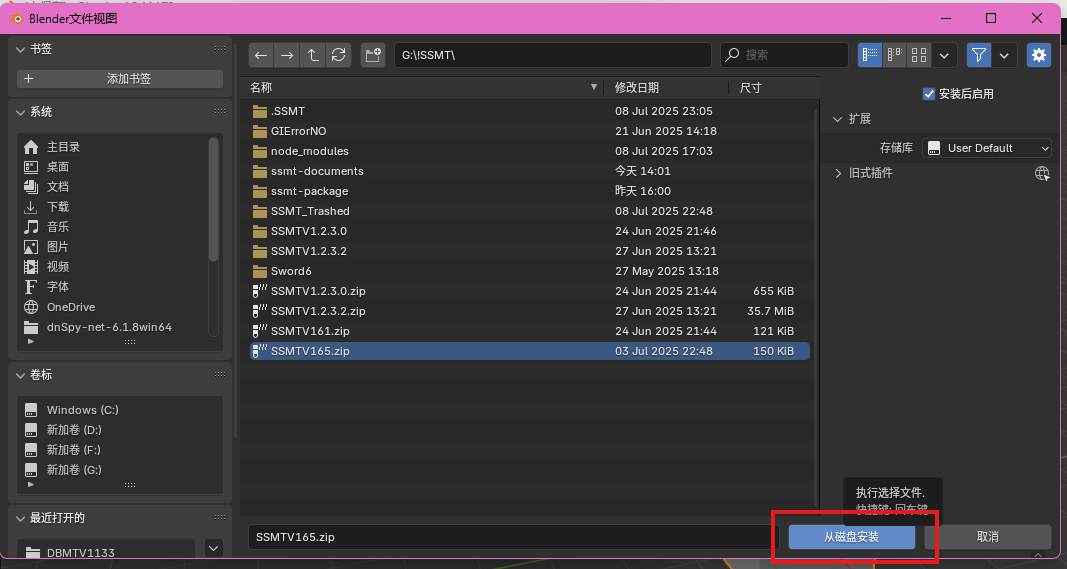 Blender文件视图
书签
添加书签
系统
主目录
桌面
文档
下载
音乐
图片
视频
字体
OneDrive
dnSpy-net-6.1.8win64
卷标
Windows (C:)
新加卷 (D:)
新加卷 (F:)
新加卷 (G:)
最近打开的
DBMTV1133
G:\!SSMT\
搜索
名称 修改日期 尺寸
.SSMT 08 Jul 2025 23:05
GIErrorNO 21 Jun 2025 14:18
node_modules 08 Jul 2025 17:03
ssmt-documents 今天 14:01
ssmt-package 昨天 16:00
SSMT_Trashed 08 Jul 2025 22:48
SSMTV1.2.3.0 24 Jun 2025 21:46
SSMTV1.2.3.2 27 Jun 2025 13:21
Sword6 27 May 2025 13:18
SSMTV1.2.3.0.zip 24 Jun 2025 21:44 655 KiB
SSMTV1.2.3.2.zip 27 Jun 2025 13:21 35.7 MiB
SSMTV161.zip 24 Jun 2025 21:44 121 KiB
SSMTV165.zip 03 Jul 2025 22:48 150 KiB
安装后启用
扩展
存储库 User Default
旧式插件
执行选择文件.
快捷键: 回车键
SSMTV165.zip
从磁盘安装
取消